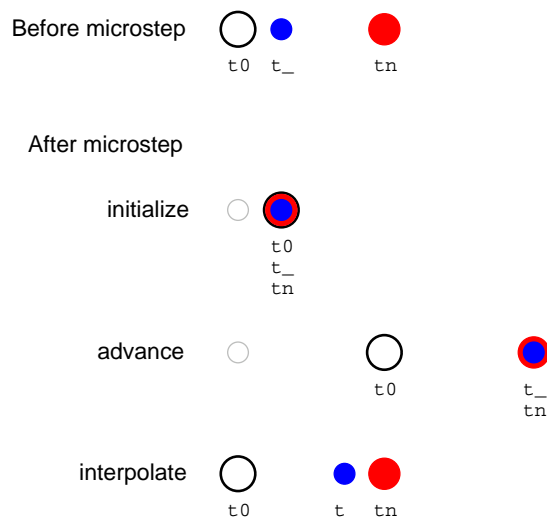 Before microstep
t0 t_ tn
After microstep
initialize
t0
t_
tn
advance
t0 t_
tn
interpolate
t0 t tn